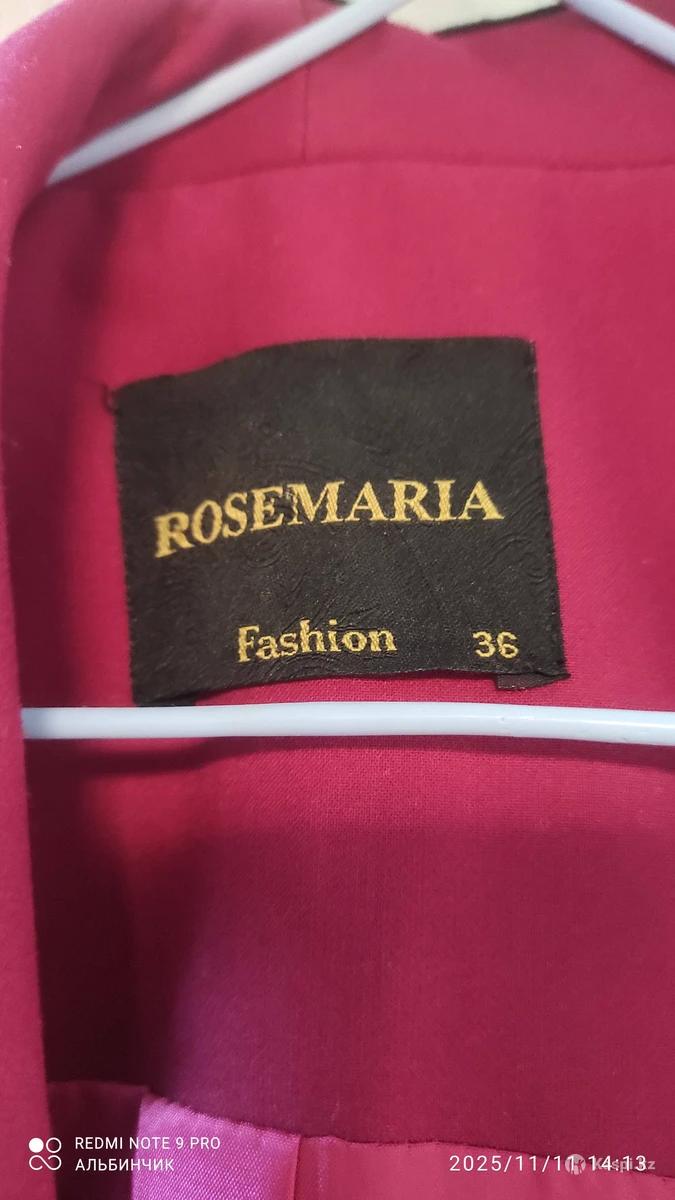 ROSEMARIA
Fashion 36
REDMI NOTE 9 PRO
АЛЬБИНЧИК
2025/11/11 14:13